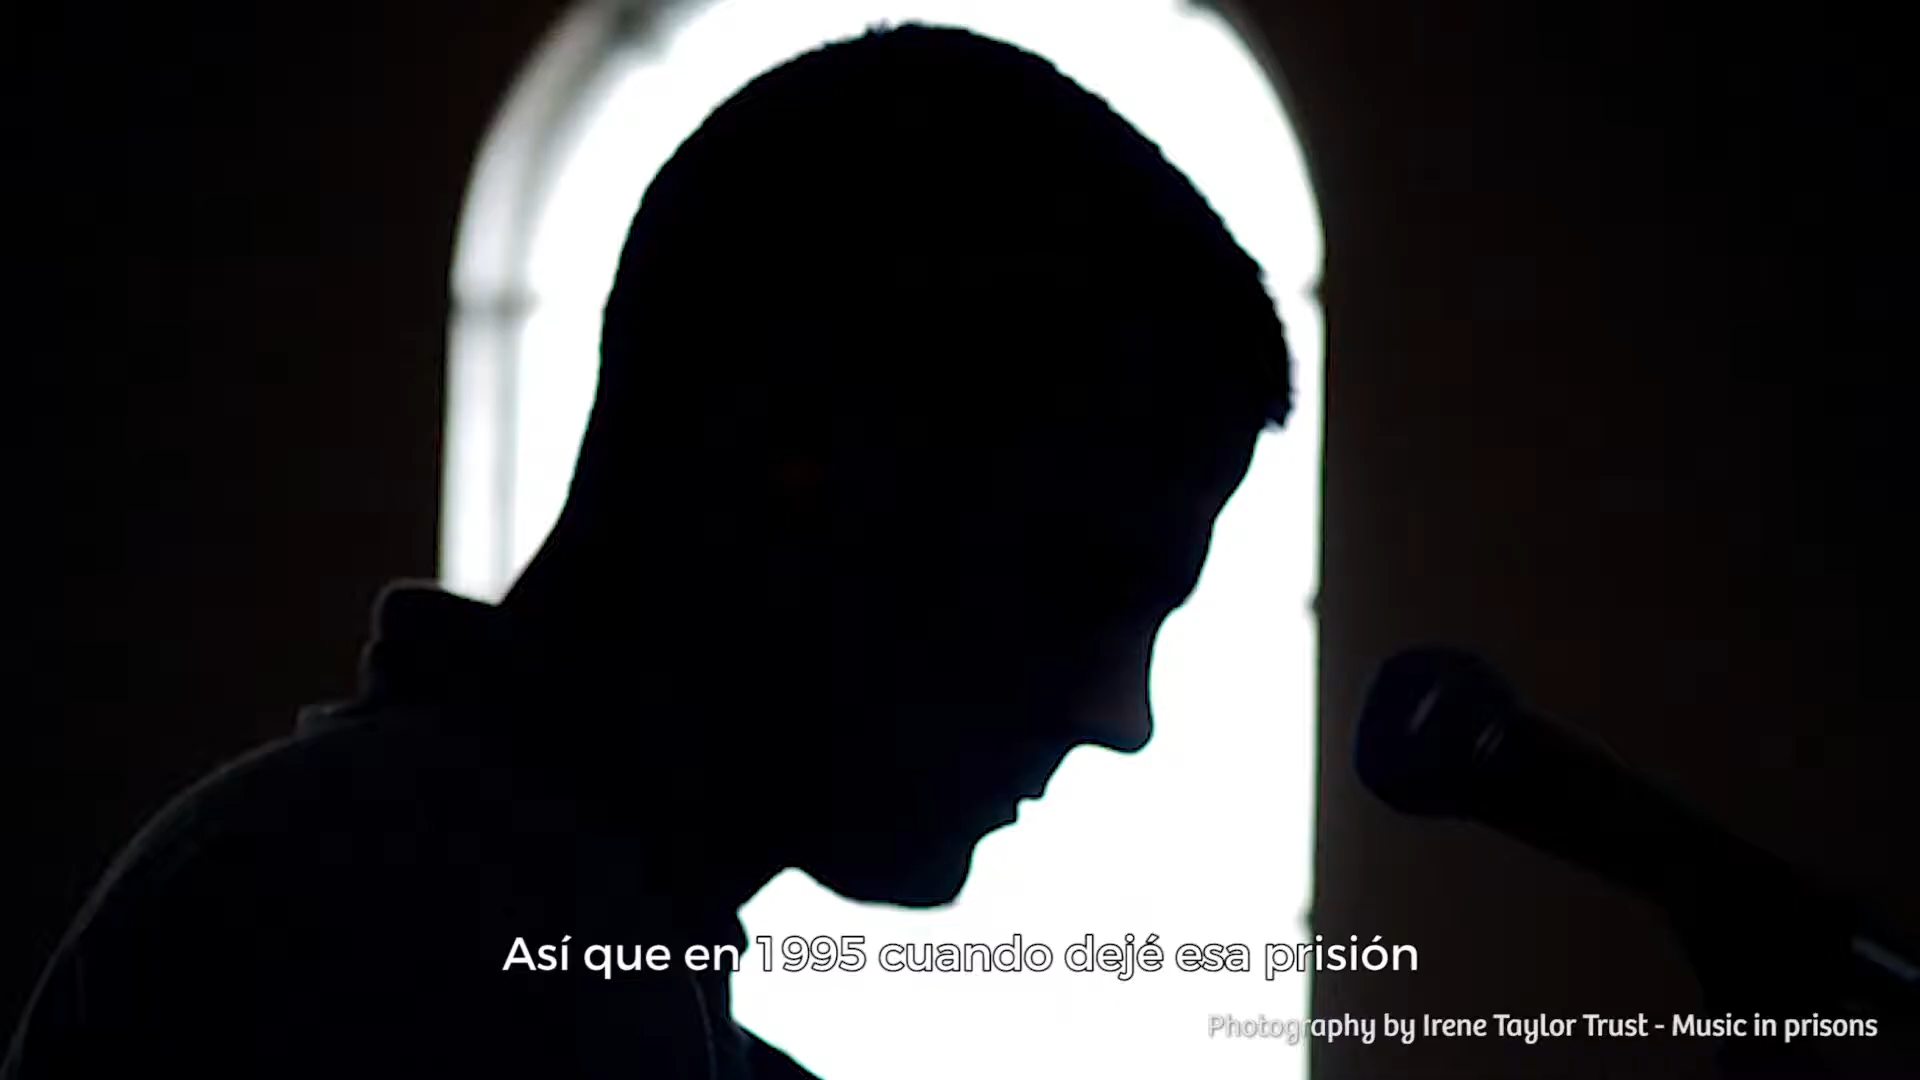 Así que en 1995 cuando dejé esa prisión
Photography by Irene Taylor Trust - Music in prisons